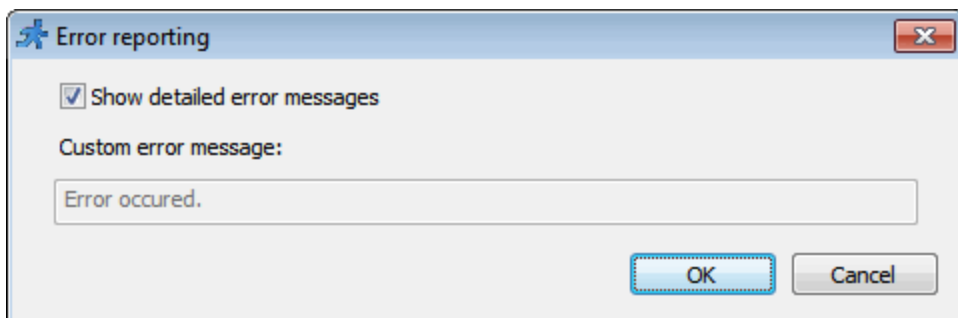 Error reporting
Show detailed error messages
Custom error message:
Error occured.
OK Cancel